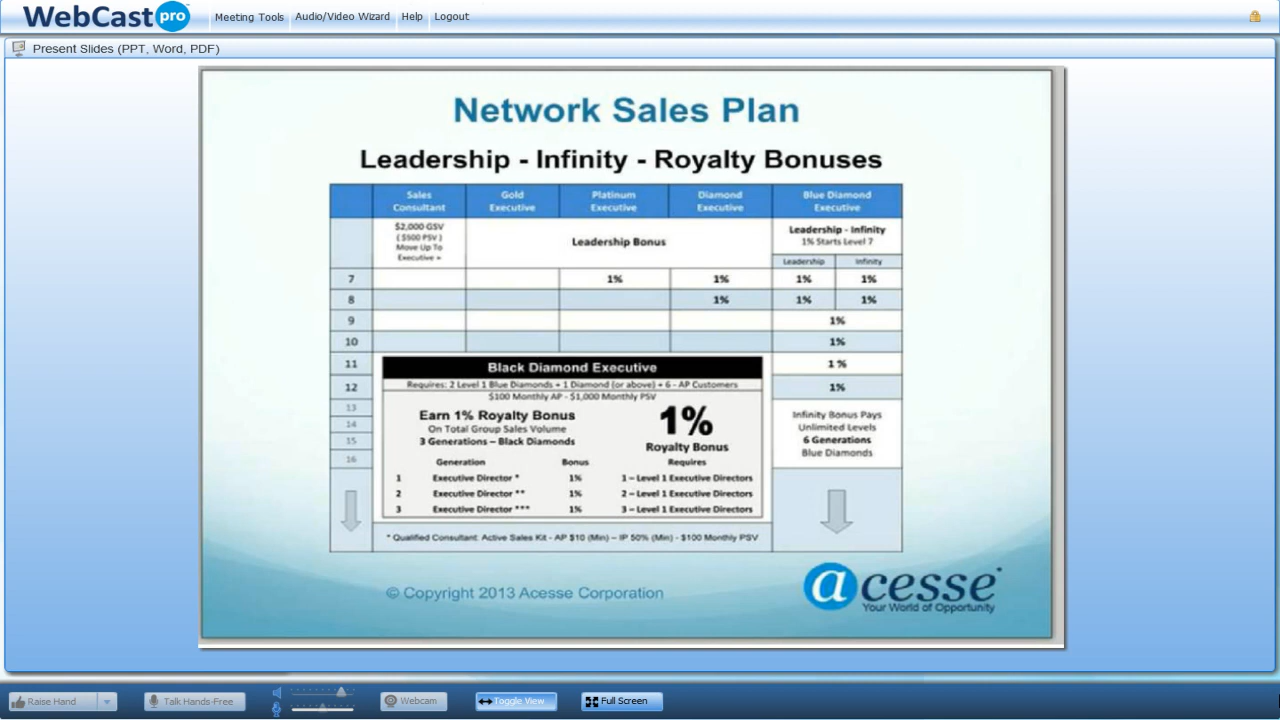 WebCast pro
Meeting Tools Audio/Video Wizard Help Logout
Present Slides (PPT, Word, PDF)
Network Sales Plan
Leadership - Infinity - Royalty Bonuses
Sales Consultant Gold Executive Platinum Executive Diamond Executive Blue Diamond Executive
$2,000 GSV
( $500 PSV )
Move Up To
Executive +
Leadership Bonus
Leadership - Infinity
1% Starts Level 7
Leadership Infinity
7 1% 1% 1% 1%
8 1% 1% 1%
9 1%
10 1%
11 1%
12 1%
13
14
15
16
Black Diamond Executive
Requires: 2 Level 1 Blue Diamonds + 1 Diamond (or above) + 6 - AP Customers
$100 Monthly AP - $1,000 Monthly PSV
Earn 1% Royalty Bonus
On Total Group Sales Volume
3 Generations – Black Diamonds
1%
Royalty Bonus
Generation Bonus Requires
1 Executive Director * 1% 1 – Level 1 Executive Directors
2 Executive Director ** 1% 2 – Level 1 Executive Directors
3 Executive Director *** 1% 3 – Level 1 Executive Directors
Infinity Bonus Pays
Unlimited Levels
6 Generations
Blue Diamonds
* Qualified Consultant: Active Sales Kit - AP $10 (Min) – IP 50% (Min) - $100 Monthly PSV
© Copyright 2013 Acesse Corporation
acesse
Your World of Opportunity
Raise Hand Talk Hands-Free Webcam Toggle View Full Screen